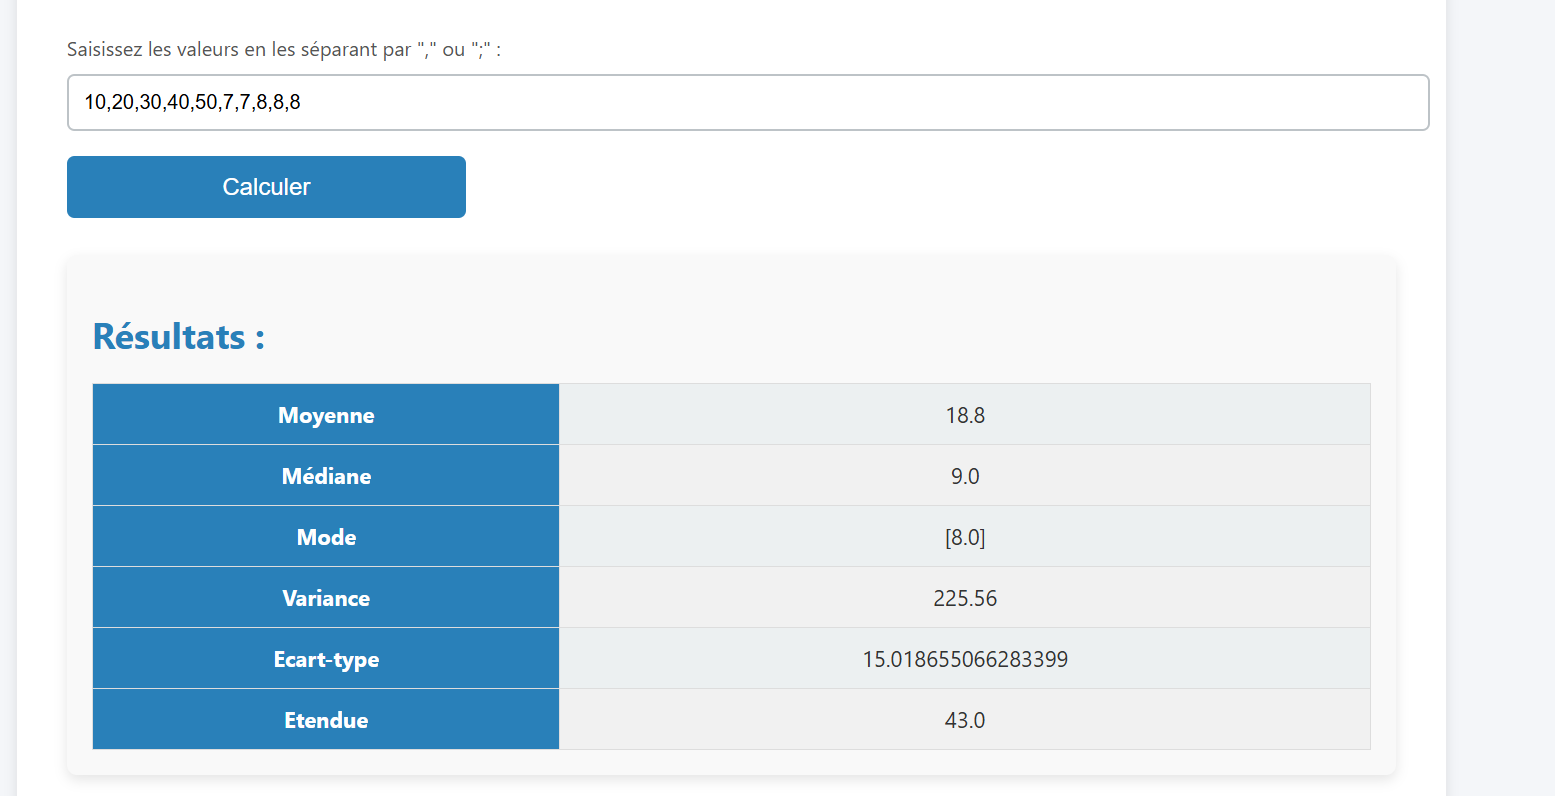 Saisissez les valeurs en les séparant par "," ou ";" :
10,20,30,40,50,7,7,8,8,8
Calculer
Résultats :
Moyenne 18.8
Médiane 9.0
Mode [8.0]
Variance 225.56
Ecart-type 15.018655066283399
Etendue 43.0